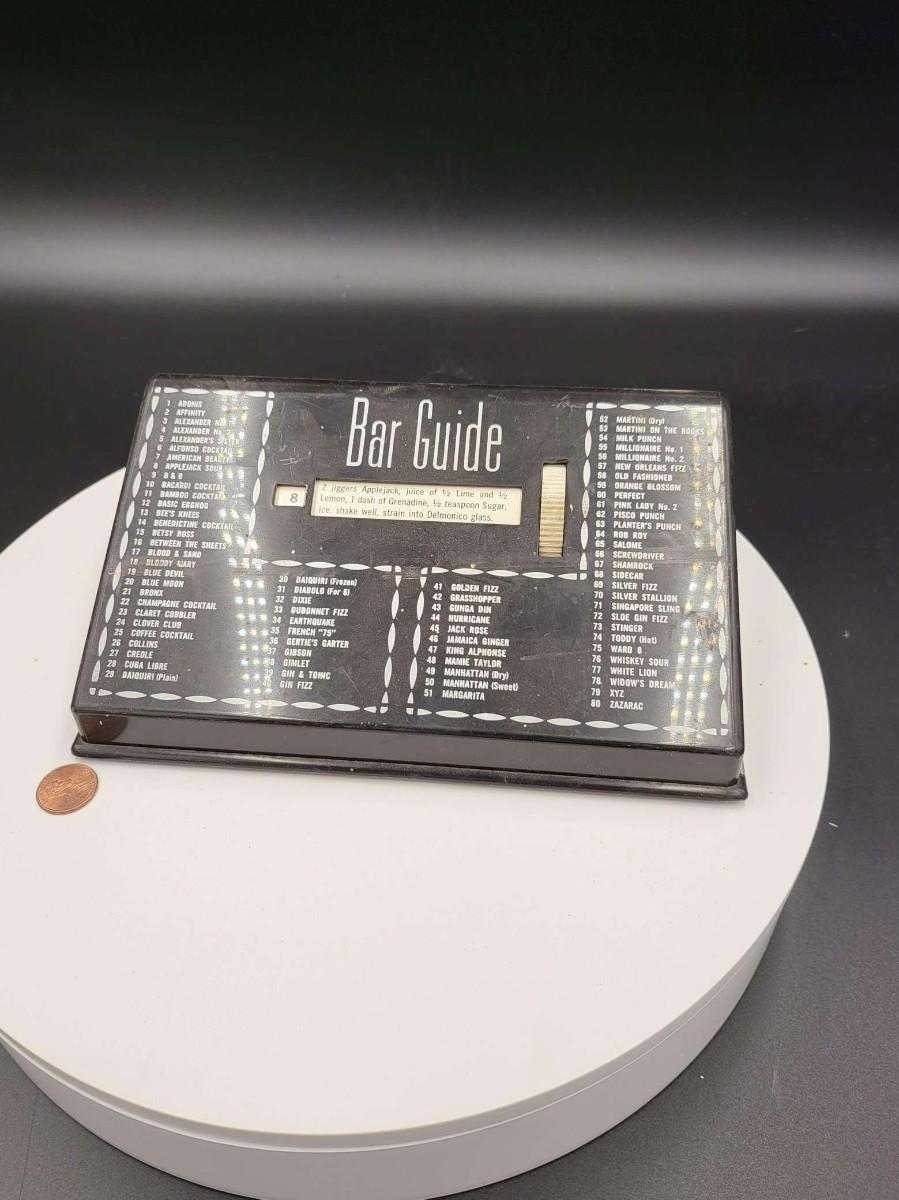 Bar Guide
8
2 jiggers Applejack, juice of ½ Lime and ½
Lemon, 1 dash of Grenadine, ½ teaspoon Sugar,
ice, shake well, strain into Delmonico glass.
1 ADONIS
2 AFFINITY
3 ALEXANDER No. 1
4 ALEXANDER No. 2
5 ALEXANDER'S SISTER
6 ALFONSO COCKTAIL
7 AMERICAN BEAUTY
8 APPLEJACK SOUR
9 B & B
10 BACARDI COCKTAIL
11 BAMBOO COCKTAIL
12 BASIC EGGNOG
13 BEE'S KNEES
14 BENEDICTINE COCKTAIL
15 BETSY ROSS
16 BETWEEN THE SHEETS
17 BLOOD & SAND
18 BLOODY MARY
19 BLUE DEVIL
20 BLUE MOON
21 BRONX
22 CHAMPAGNE COCKTAIL
23 CLARET COBBLER
24 CLOVER CLUB
25 COFFEE COCKTAIL
26 COLLINS
27 CREOLE
28 CUBA LIBRE
29 DAIQUIRI (Plain)
30 DAIQUIRI (Frozen)
31 DIABOLO (For 6)
32 DIXIE
33 DUBONNET FIZZ
34 EARTHQUAKE
35 FRENCH "75"
36 GERTIE'S GARTER
37 GIBSON
38 GIMLET
39 GIN & TONIC
40 GIN FIZZ
41 GOLDEN FIZZ
42 GRASSHOPPER
43 GUNGA DIN
44 HURRICANE
45 JACK ROSE
46 JAMAICA GINGER
47 KING ALPHONSE
48 MAMIE TAYLOR
49 MANHATTAN (Dry)
50 MANHATTAN (Sweet)
51 MARGARITA
52 MARTINI (Dry)
53 MARTINI ON THE ROCKS
54 MILK PUNCH
55 MILLIONAIRE No. 1
56 MILLIONAIRE No. 2
57 NEW ORLEANS FIZZ
58 OLD FASHIONED
59 ORANGE BLOSSOM
60 PERFECT
61 PINK LADY No. 2
62 PISCO PUNCH
63 PLANTER'S PUNCH
64 ROB ROY
65 SALOME
66 SCREWDRIVER
67 SHAMROCK
68 SIDECAR
69 SILVER FIZZ
70 SILVER STALLION
71 SINGAPORE SLING
72 SLOE GIN FIZZ
73 STINGER
74 TODDY (Hot)
75 WARD 8
76 WHISKEY SOUR
77 WHITE LION
78 WIDOW'S DREAM
79 XYZ
80 ZAZARAC